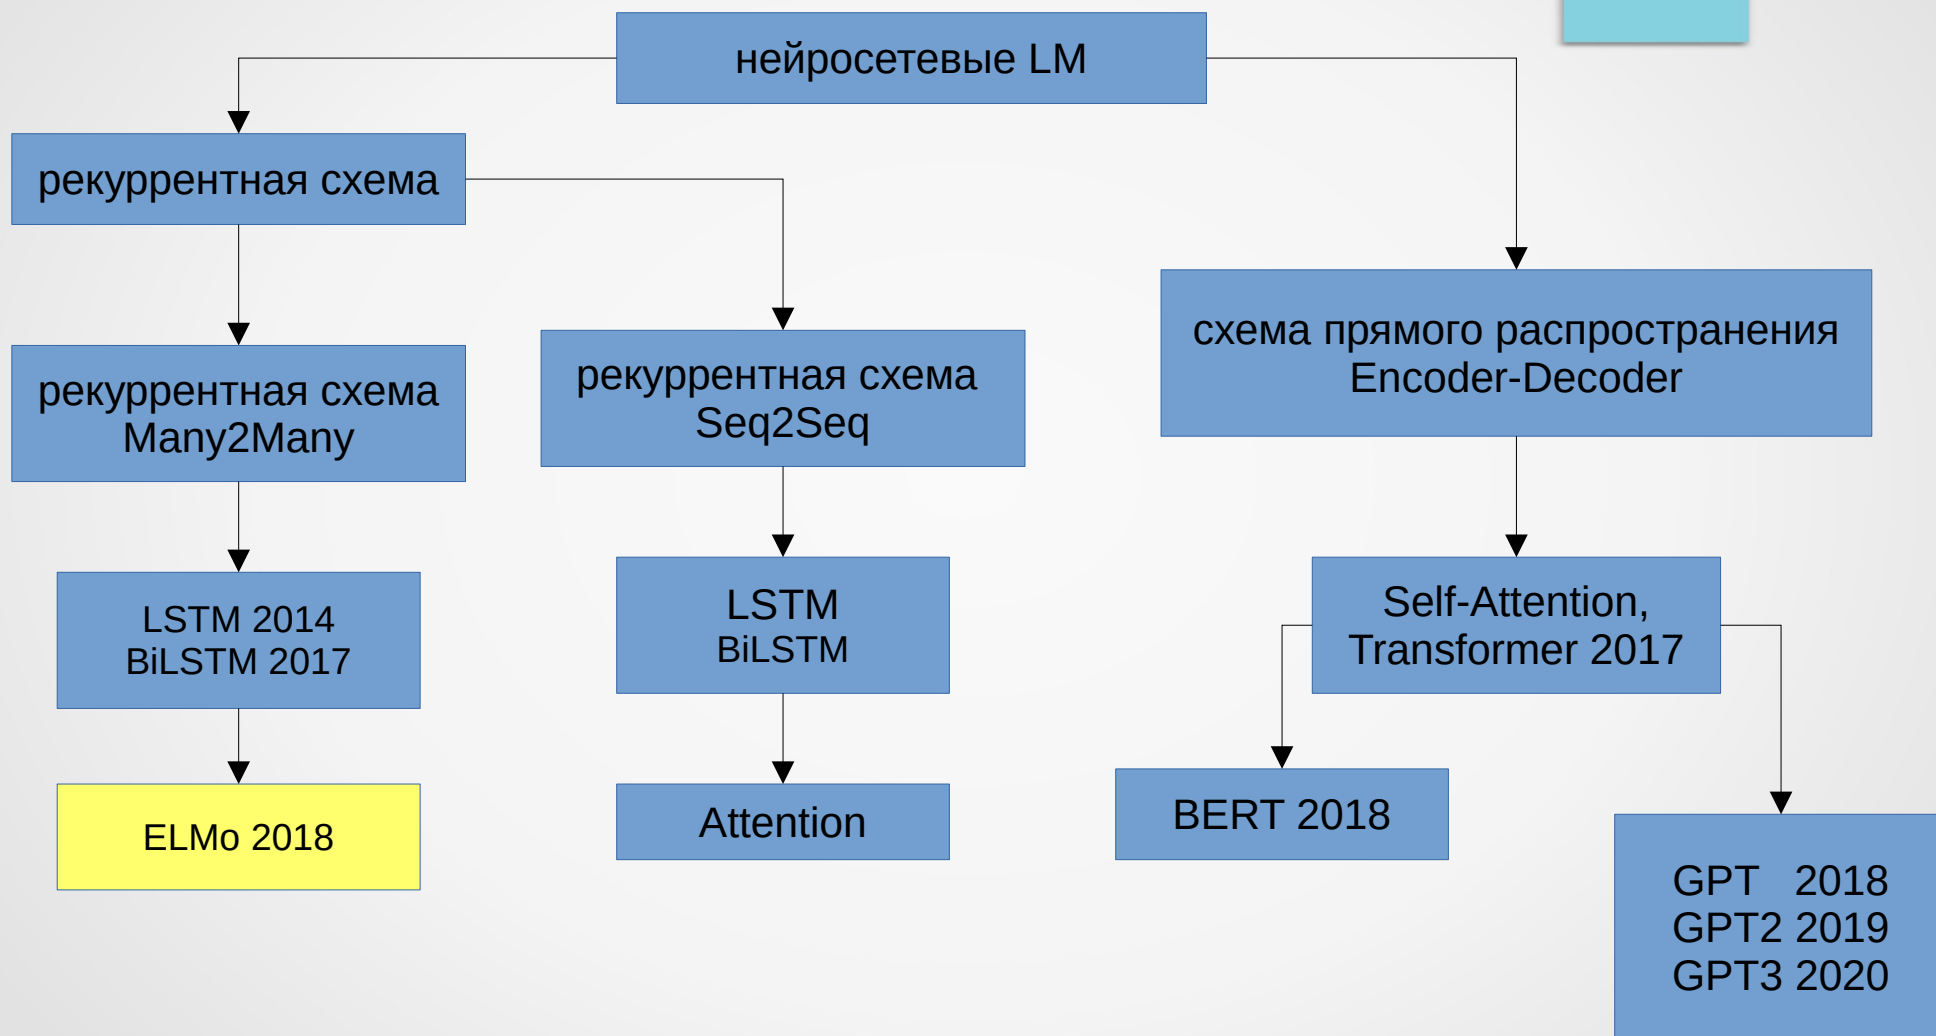 нейросетевые LM
рекуррентная схема
рекуррентная схема
Many2Many
рекуррентная схема
Seq2Seq
схема прямого распространения
Encoder-Decoder
LSTM 2014
BiLSTM 2017
LSTM
BiLSTM
Self-Attention,
Transformer 2017
ELMo 2018
Attention
BERT 2018
GPT 2018
GPT2 2019
GPT3 2020